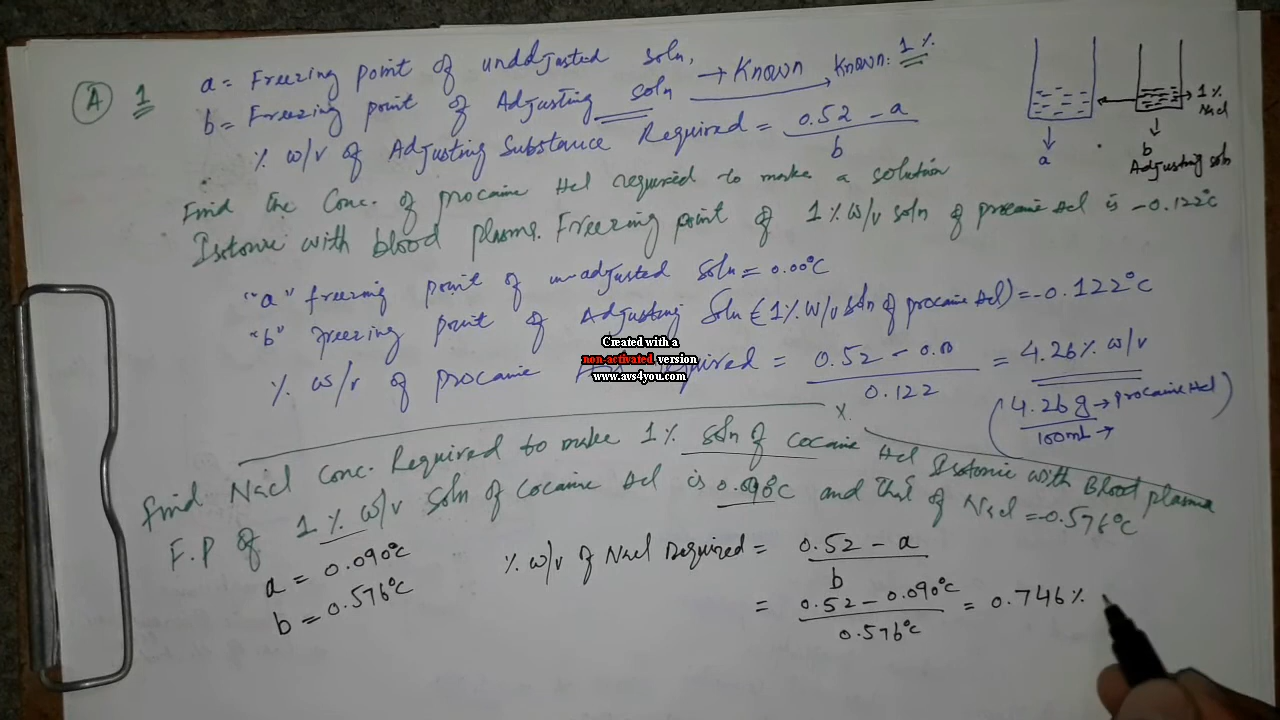 A 1
a = Freezing point of unddjusted soln,
b = Freezing point of Adjusting soln → Known → Known: 1%
% w/v of Adjusting Substance Required = 0.52 - a / b
1% Nacl
a
b
Adjusting soln
Find the Conc. of procaine Hcl required to make a solution
Isotonic with blood plasma. Freezing point of 1% w/v soln of procaine Hcl is -0.122°C
"a" freezing point of un-adjusted soln = 0.00°C
"b" freezing point of Adjusting Soln (1% w/v soln of procaine Hcl) = -0.122°C
Created with a
non-activated version
www.avs4you.com
% w/v of procaine required = 0.52 - 0.00 / 0.122 = 4.26% w/v
(4.26g → procaine Hcl / 100ml →)
x
Find Nacl Conc. Required to make 1% soln of cocaine Hcl Isotonic with Blood plasma
F.P of 1% w/v Soln of cocaine Hcl is 0.090°C and that of Nacl = -0.576°C
a = 0.090°C
b = 0.576°C
% w/v of Nacl Required = 0.52 - a / b
= 0.52 - 0.090°C / 0.576°C = 0.746%